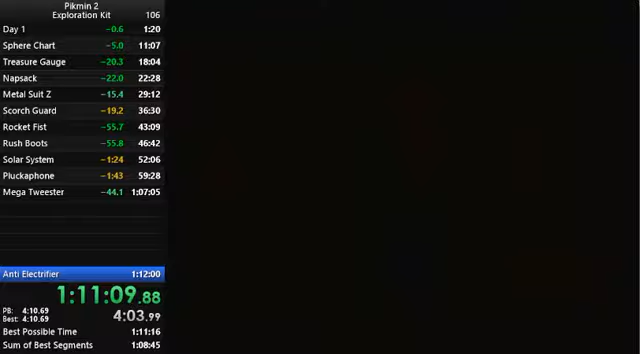 Pikmin 2
Exploration Kit 106
Day 1 −0.6 1:20
Sphere Chart −5.0 11:07
Treasure Gauge −20.3 18:04
Napsack −22.0 22:28
Metal Suit Z −15.4 29:12
Scorch Guard −19.2 36:30
Rocket Fist −55.7 43:09
Rush Boots −55.8 46:42
Solar System −1:24 52:06
Pluckaphone −1:43 59:28
Mega Tweester −44.1 1:07:05
Anti Electrifier 1:12:00
1:11:09.88
PB: 4:10.69
Best: 4:10.69
4:03.99
Best Possible Time 1:11:16
Sum of Best Segments 1:08:45